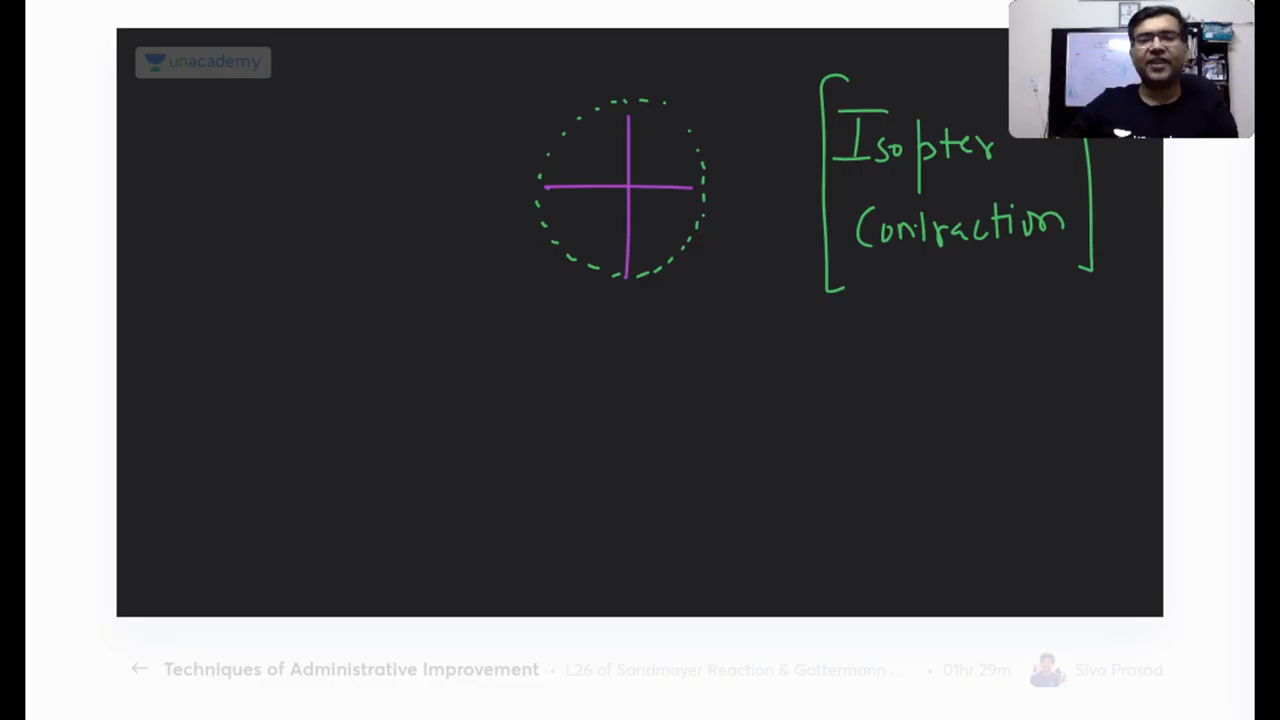 unacademy
Isopter
Contraction
← Techniques of Administrative Improvement • L26 of Sandmayer Reaction & Gattermann ... • 01hr 29m Siva Prasad